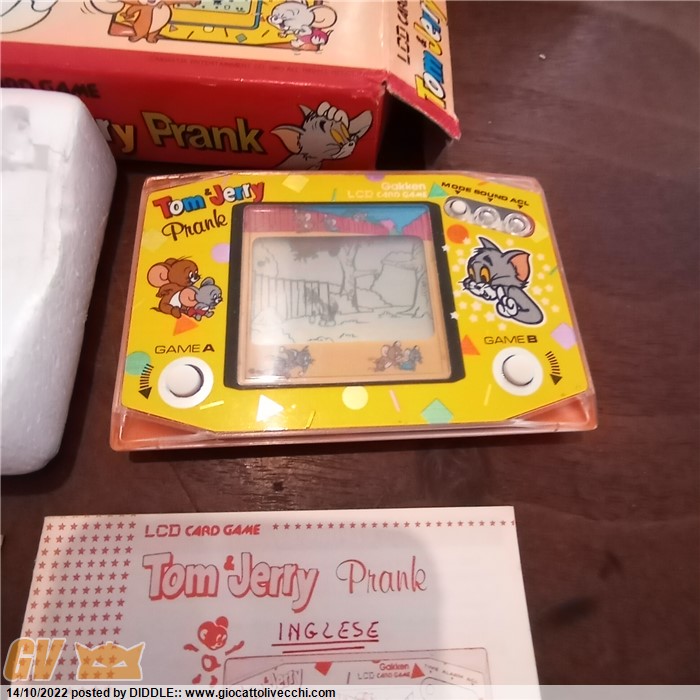 LCD CARD GAME
Tom & Jerry
CARD GAME
ry Prank
Tom & Jerry
Prank
Gakken
LCD CARD GAME
MODE SOUND ACL
GAME A
GAME B
LCD CARD GAME
Tom & Jerry Prank
INGLESE
Gakken
LCD CARD GAME
GV
14/10/2022 posted by DIDDLE:: www.giocattolivecchi.com